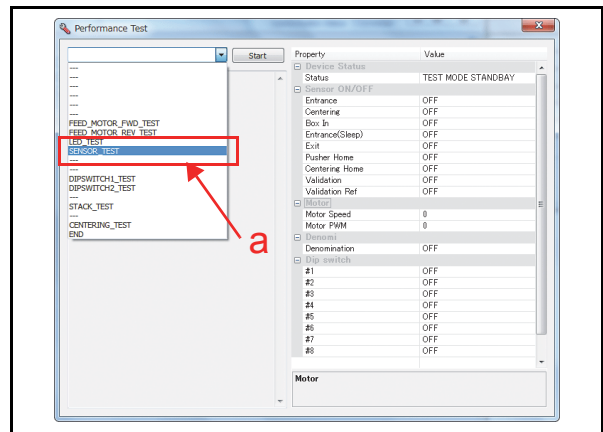 Performance Test
Start
---
---
---
---
---
---
FEED_MOTOR_FWD_TEST
FEED_MOTOR_REV_TEST
LED_TEST
SENSOR_TEST
---
---
DIPSWITCH1_TEST
DIPSWITCH2_TEST
---
STACK_TEST
---
CENTERING_TEST
END
a
Property Value
Device Status
Status TEST MODE STANDBAY
Sensor ON/OFF
Entrance OFF
Centering OFF
Box In OFF
Entrance(Sleep) OFF
Exit OFF
Pusher Home OFF
Centering Home OFF
Validation OFF
Validation Ref OFF
Motor
Motor Speed 0
Motor PWM 0
Denomi
Denomination OFF
Dip switch
#1 OFF
#2 OFF
#3 OFF
#4 OFF
#5 OFF
#6 OFF
#7 OFF
#8 OFF
Motor